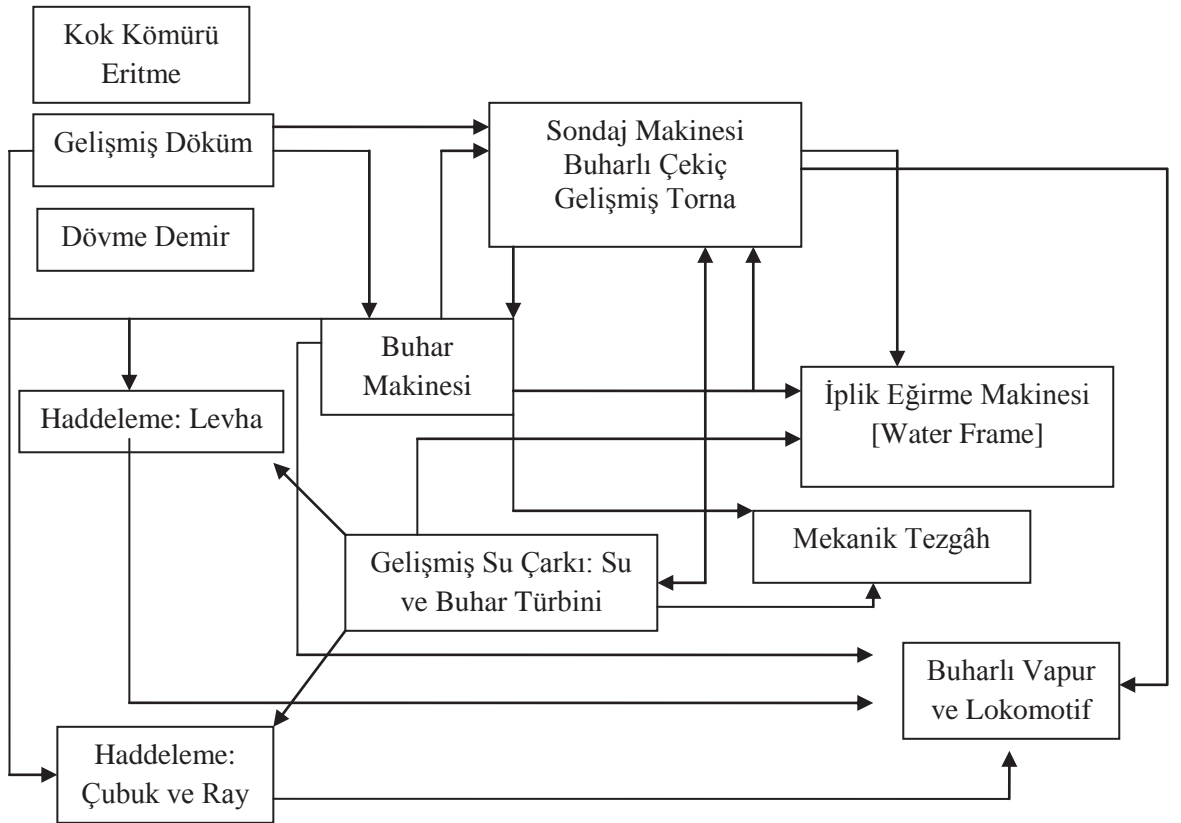 Kok Kömürü
Eritme
Gelişmiş Döküm
Dövme Demir
Sondaj Makinesi
Buharlı Çekiç
Gelişmiş Torna
Buhar
Makinesi
Haddeleme: Levha
İplik Eğirme Makinesi
[Water Frame]
Mekanik Tezgâh
Gelişmiş Su Çarkı: Su
ve Buhar Türbini
Buharlı Vapur
ve Lokomotif
Haddeleme:
Çubuk ve Ray